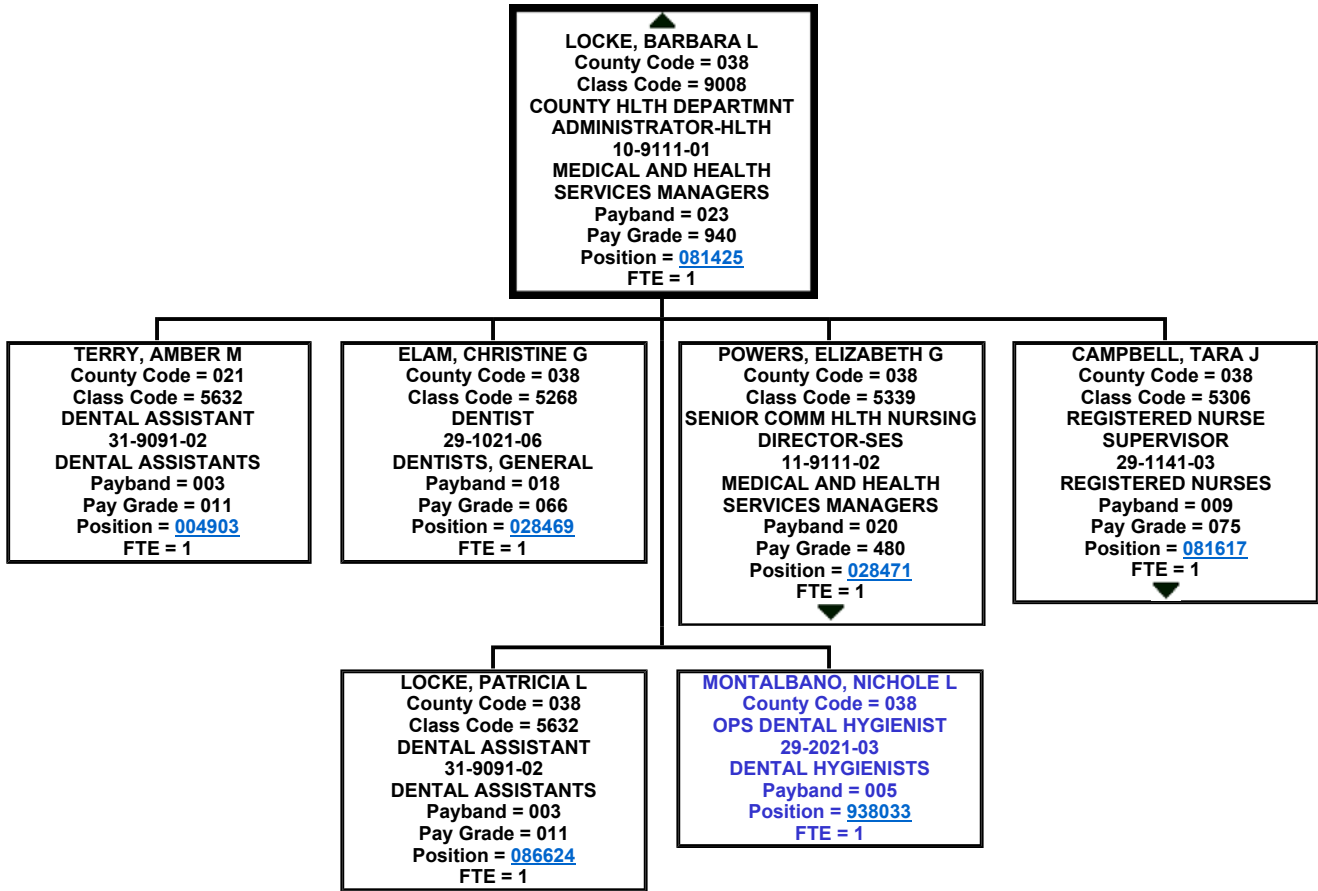 LOCKE, BARBARA L
County Code = 038
Class Code = 9008
COUNTY HLTH DEPARTMNT
ADMINISTRATOR-HLTH
10-9111-01
MEDICAL AND HEALTH
SERVICES MANAGERS
Payband = 023
Pay Grade = 940
Position = 081425
FTE = 1
TERRY, AMBER M
County Code = 021
Class Code = 5632
DENTAL ASSISTANT
31-9091-02
DENTAL ASSISTANTS
Payband = 003
Pay Grade = 011
Position = 004903
FTE = 1
ELAM, CHRISTINE G
County Code = 038
Class Code = 5268
DENTIST
29-1021-06
DENTISTS, GENERAL
Payband = 018
Pay Grade = 066
Position = 028469
FTE = 1
POWERS, ELIZABETH G
County Code = 038
Class Code = 5339
SENIOR COMM HLTH NURSING
DIRECTOR-SES
11-9111-02
MEDICAL AND HEALTH
SERVICES MANAGERS
Payband = 020
Pay Grade = 480
Position = 028471
FTE = 1
CAMPBELL, TARA J
County Code = 038
Class Code = 5306
REGISTERED NURSE
SUPERVISOR
29-1141-03
REGISTERED NURSES
Payband = 009
Pay Grade = 075
Position = 081617
FTE = 1
LOCKE, PATRICIA L
County Code = 038
Class Code = 5632
DENTAL ASSISTANT
31-9091-02
DENTAL ASSISTANTS
Payband = 003
Pay Grade = 011
Position = 086624
FTE = 1
MONTALBANO, NICHOLE L
County Code = 038
OPS DENTAL HYGIENIST
29-2021-03
DENTAL HYGIENISTS
Payband = 005
Position = 938033
FTE = 1